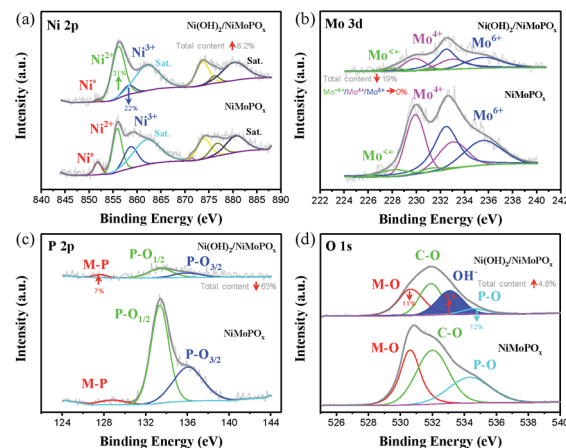 (a) Ni 2p
Ni(OH)₂/NiMoPOₓ
Total content 8.2%
Ni²⁺
Ni³⁺
Sat.
Sat.
Niᵒ
31%
22%
NiMoPOₓ
Ni²⁺
Ni³⁺
Sat.
Sat.
Niᵒ
Intensity (a.u.)
840 845 850 855 860 865 870 875 880 885 890
Binding Energy (eV)
(b) Mo 3d
Ni(OH)₂/NiMoPOₓ
Mo<⁴⁺
Mo⁴⁺
Mo⁶⁺
Total content 19%
Mo<⁴⁺/Mo⁴⁺/Mo⁶⁺ 0%
Mo⁴⁺
NiMoPOₓ
Mo⁶⁺
Mo<⁴⁺
Intensity (a.u.)
222 224 226 228 230 232 234 236 238 240 242
Binding Energy (eV)
(c) P 2p
Ni(OH)₂/NiMoPOₓ
M-P
P-O₁/₂
P-O₃/₂
7%
Total content 63%
P-O₁/₂
NiMoPOₓ
P-O₃/₂
M-P
Intensity (a.u.)
124 128 132 136 140 144
Binding Energy (eV)
(d) O 1s
C-O
Ni(OH)₂/NiMoPOₓ
M-O
OH⁻
Total content 4.8%
P-O
11%
12%
NiMoPOₓ
M-O
C-O
P-O
Intensity (a.u.)
526 528 530 532 534 536 538 540
Binding Energy (eV)